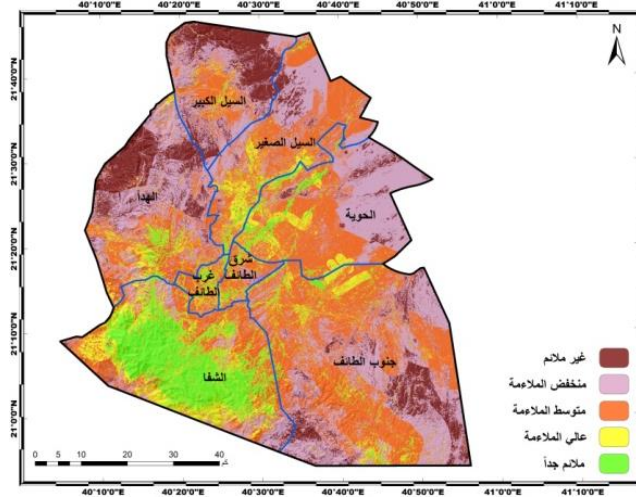 40°10'0"E 40°20'0"E 40°30'0"E 40°40'0"E 40°50'0"E 41°0'0"E 41°10'0"E
N
21°40'0"N
21°30'0"N
21°20'0"N
21°10'0"N
21°0'0"N
السيل الكبير
السيل الصغير
الهدا
الحوية
شرق
الطائف
غرب
الطائف
جنوب الطائف
الشفا
غير ملائم
منخفض الملاءمة
متوسط الملاءمة
عالي الملاءمة
ملائم جداً
0 5 10 20 30 40
40°10'0"E 40°20'0"E 40°30'0"E 40°40'0"E 40°50'0"E 41°0'0"E 41°10'0"E